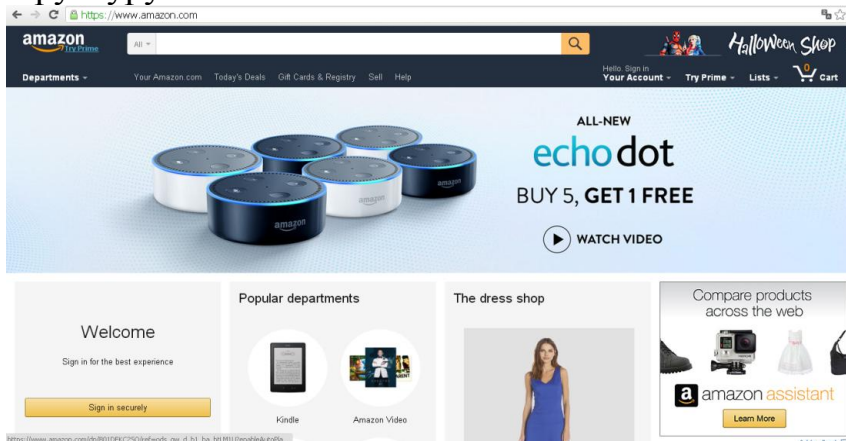 https://www.amazon.com
amazon
Try Prime
All
Halloween Shop
Departments
Your Amazon.com Today's Deals Gift Cards & Registry Sell Help
Hello. Sign in
Your Account Try Prime Lists 0 Cart
ALL-NEW
echo dot
BUY 5, GET 1 FREE
WATCH VIDEO
amazon
amazon
amazon
Welcome
Sign in for the best experience
Sign in securely
Popular departments
Kindle
Amazon Video
The dress shop
Compare products
across the web
a amazon assistant
Learn More